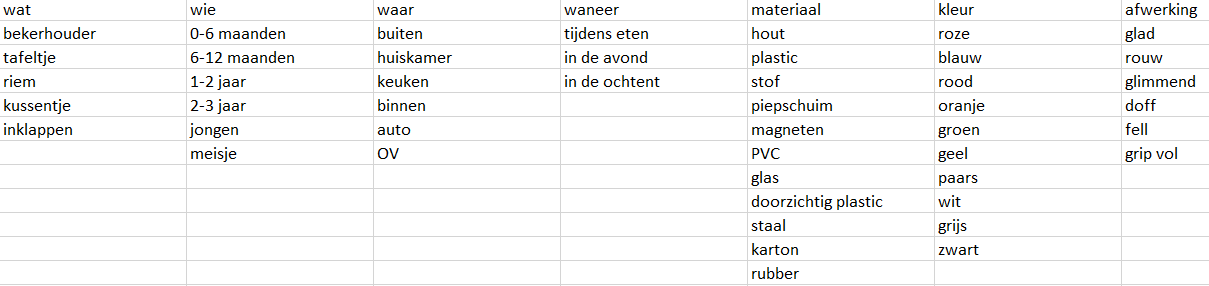 wat wie waar waneer materiaal kleur afwerking
bekerhouder 0-6 maanden buiten tijdens eten hout roze glad
tafeltje 6-12 maanden huiskamer in de avond plastic blauw rouw
riem 1-2 jaar keuken in de ochtent stof rood glimmend
kussentje 2-3 jaar binnen piepschuim oranje doff
inklappen jongen auto magneten groen fell
meisje OV PVC geel grip vol
glas paars
doorzichtig plastic wit
staal grijs
karton zwart
rubber